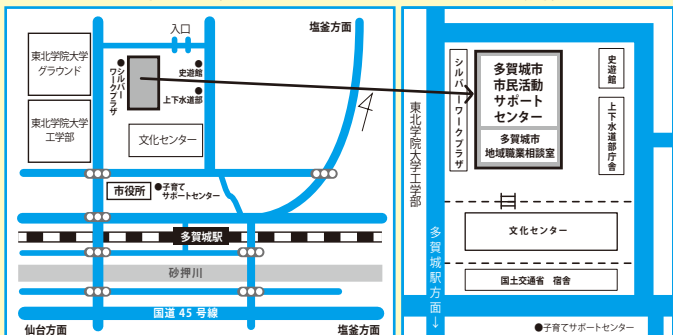 入口
塩釜方面
東北学院大学
グラウンド
●シルバー
ワークプラザ
●
史遊館
●
上下水道部
東北学院大学
工学部
文化センター
市役所
●子育て
サポートセンター
多賀城駅
砂押川
国道 45 号線
仙台方面
塩釜方面
シルバーワークプラザ
多賀城市
市民活動
サポート
センター
多賀城市
地域職業相談室
史遊館
上下水道部庁舎
東北学院大学工学部
文化センター
多賀城駅方面→
国土交通省 宿舎
●子育てサポートセンター